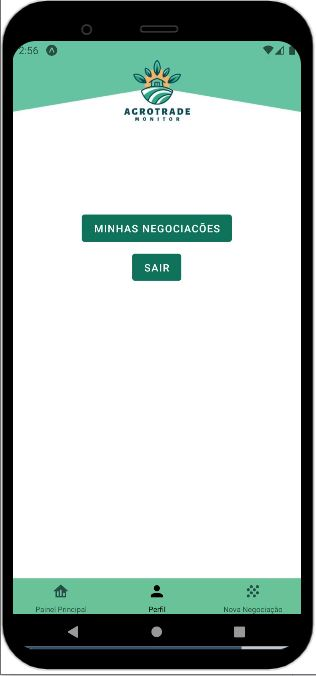 2:56
AGROTRADE
MONITOR
MINHAS NEGOCIACÕES
SAIR
Painel Principal
Perfil
Nova Negociação